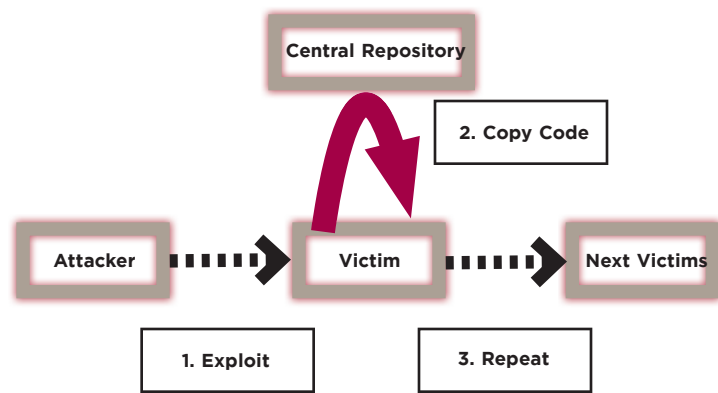 Central Repository
2. Copy Code
Attacker
Victim
Next Victims
1. Exploit
3. Repeat